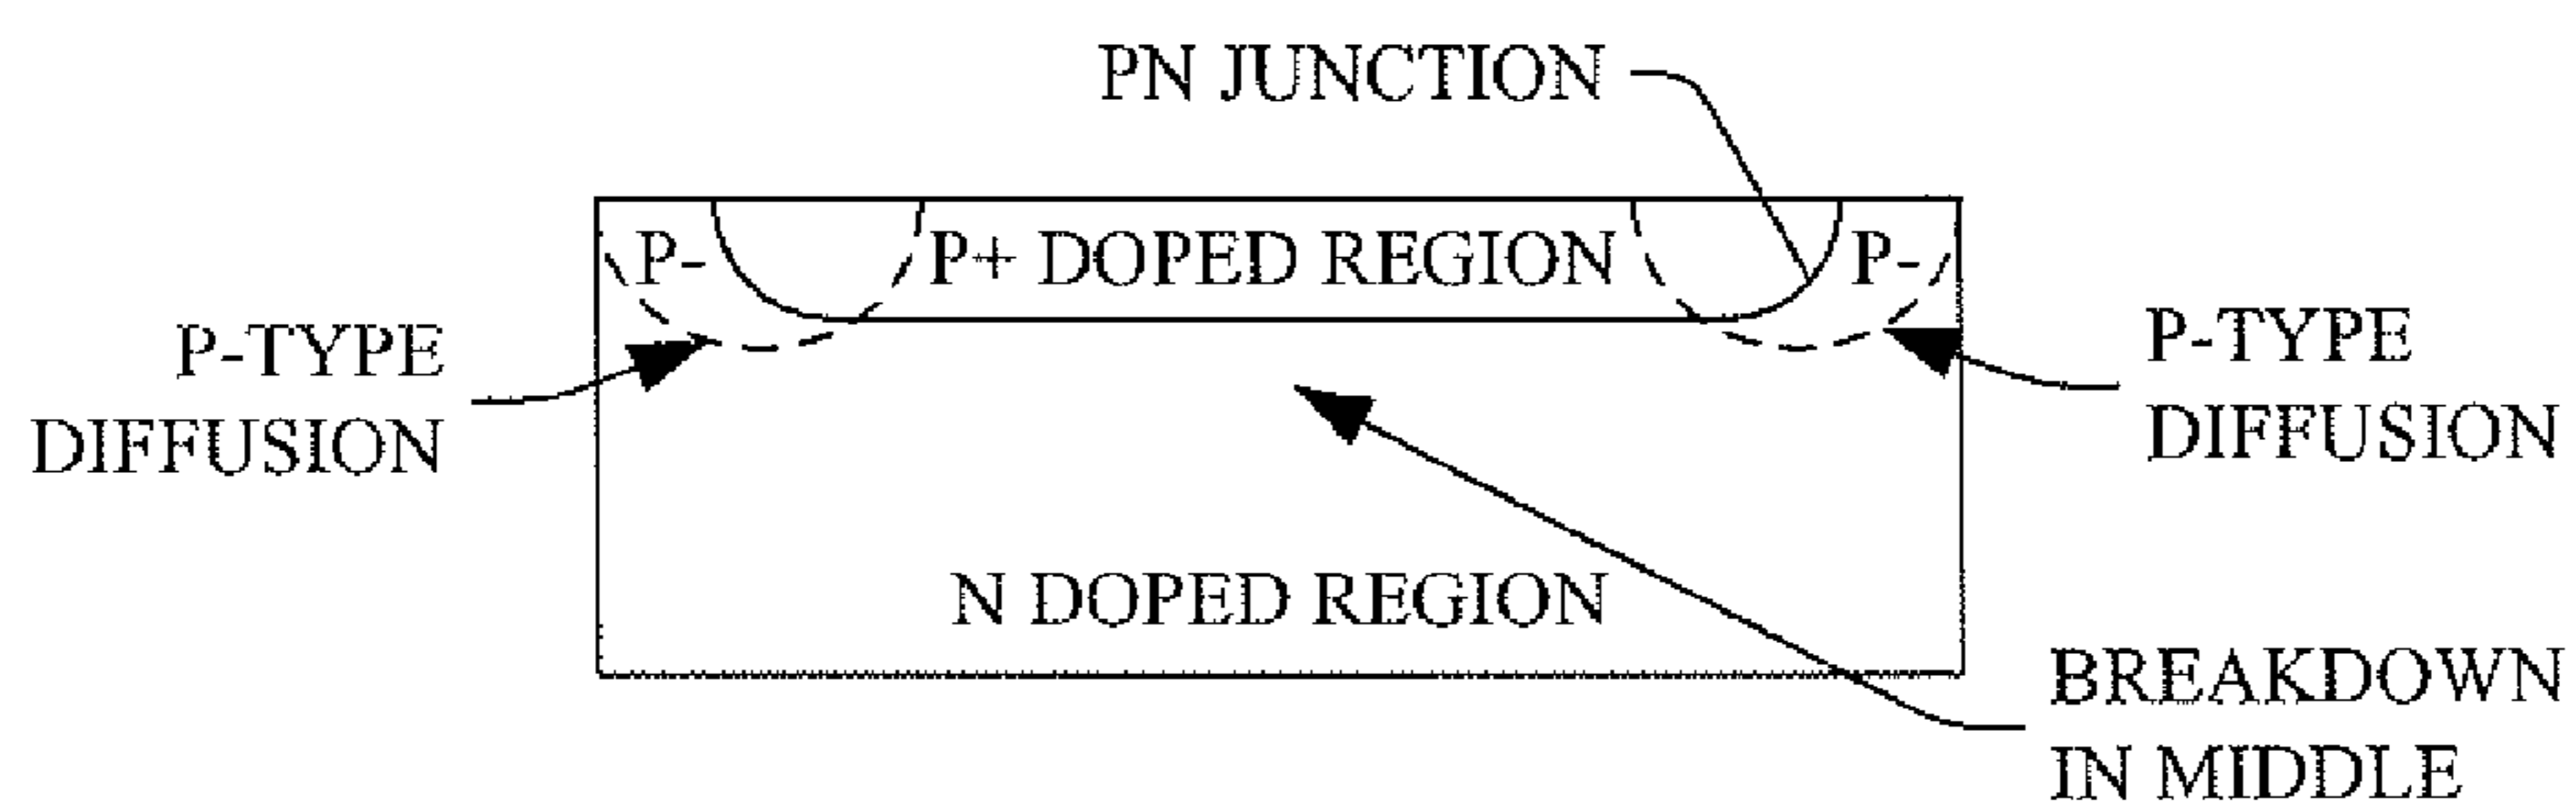 PN JUNCTION
P-
P+ DOPED REGION
P-
P-TYPE
DIFFUSION
P-TYPE
DIFFUSION
N DOPED REGION
BREAKDOWN
IN MIDDLE